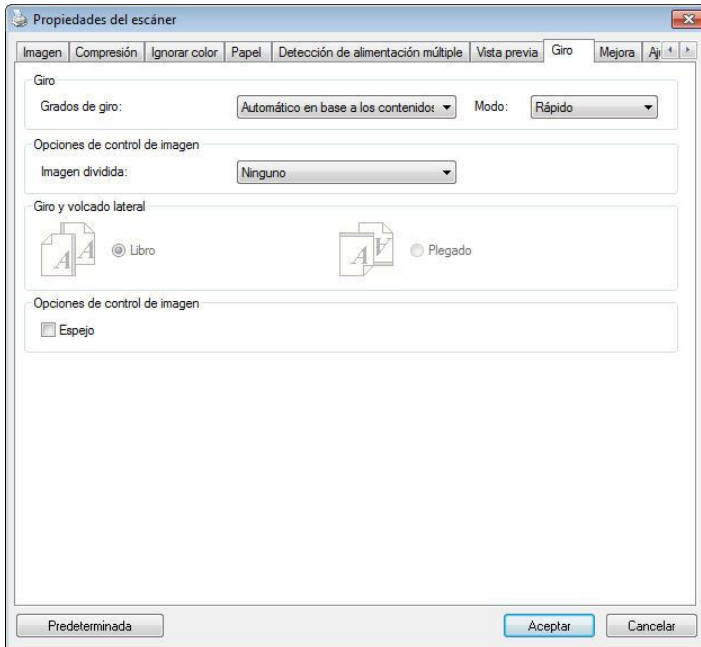 Propiedades del escáner
Imagen Compresión Ignorar color Papel Detección de alimentación múltiple Vista previa Giro Mejora
Giro
Grados de giro: Automático en base a los Modo: Rápido
Opciones de control de imagen
Imagen dividida: Ninguno
Giro y volcado lateral
A A Libro A V Plegado
Opciones de control de imagen
Espejo
Predeterminada Aceptar Cancelar